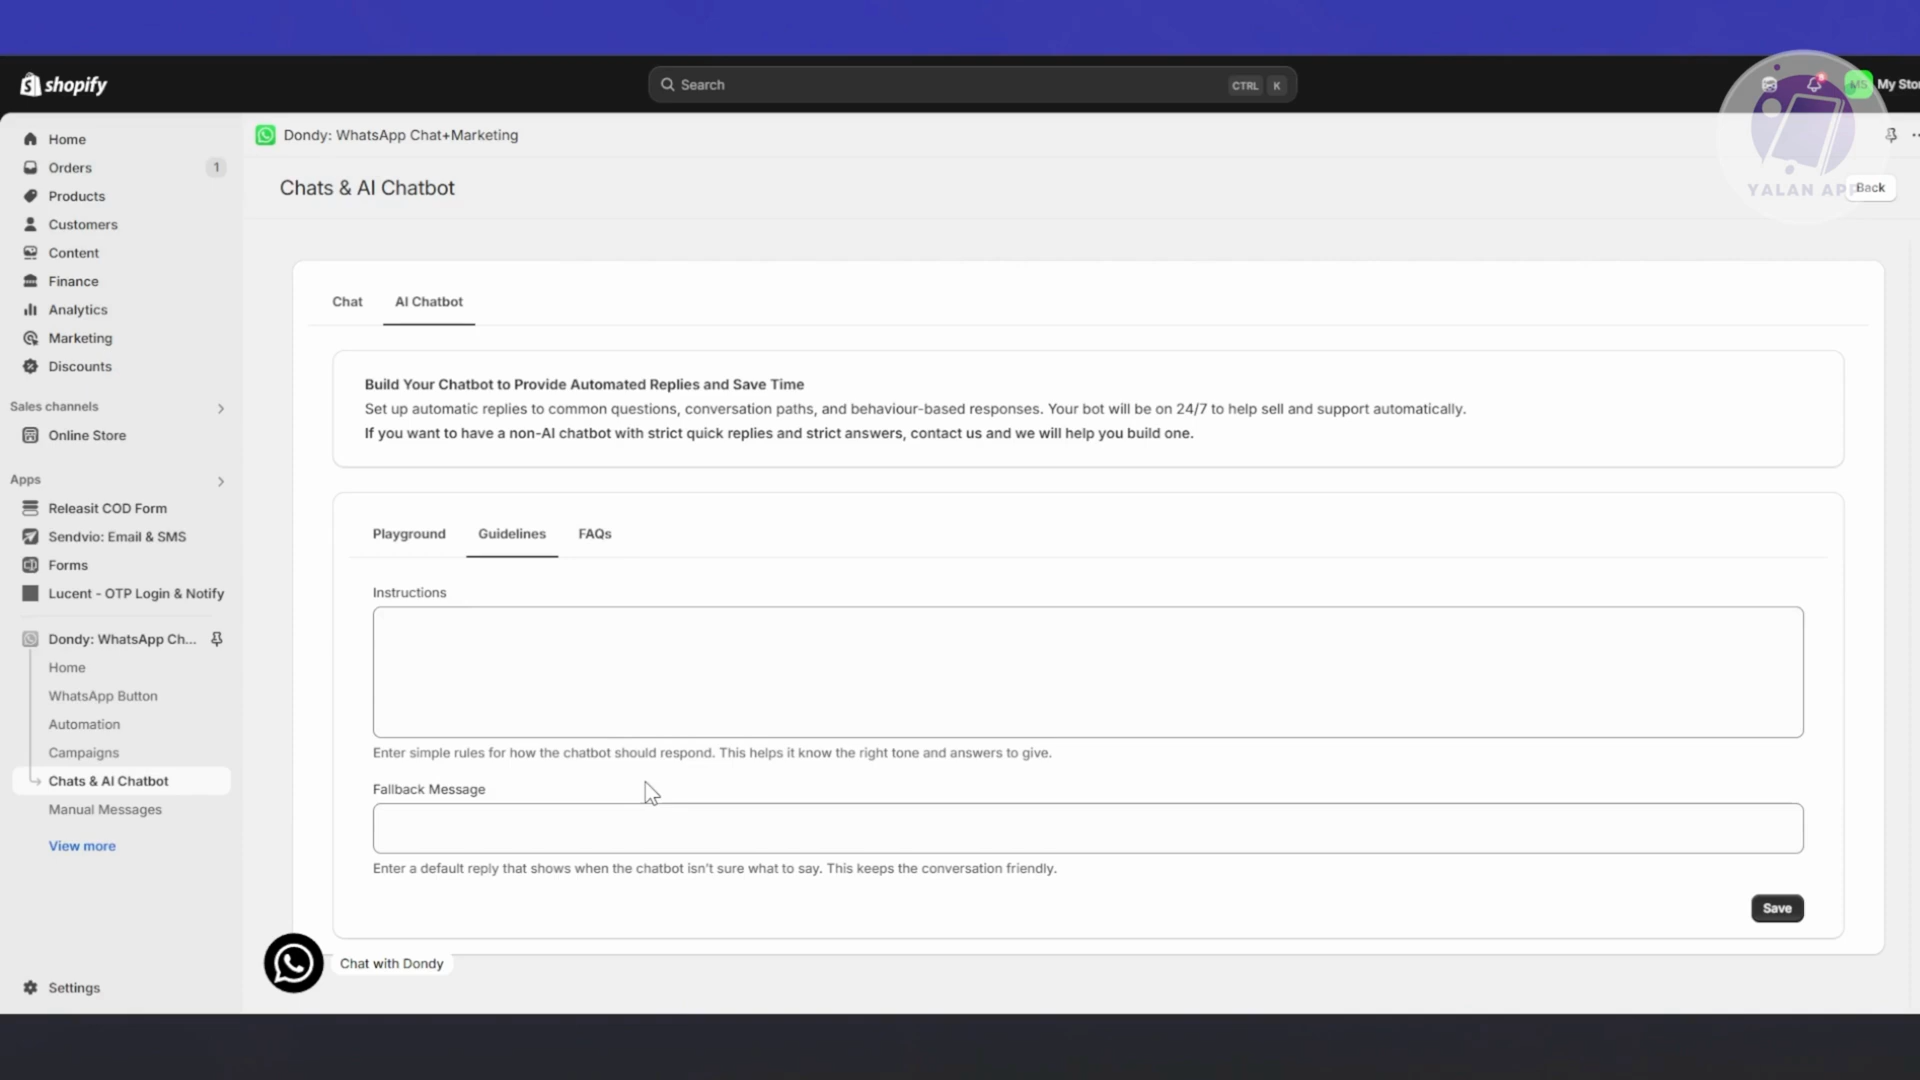 shopify
Search
CTRL K
MS
My Sto
Home
Orders
1
Products
Customers
Content
Finance
Analytics
Marketing
Discounts
Sales channels
Online Store
Apps
Releasit COD Form
Sendvio: Email & SMS
Forms
Lucent - OTP Login & Notify
Dondy: WhatsApp Ch...
Home
WhatsApp Button
Automation
Campaigns
Chats & AI Chatbot
Manual Messages
View more
Settings
Dondy: WhatsApp Chat+Marketing
Chats & AI Chatbot
YALAN APP
Back
Chat
AI Chatbot
Build Your Chatbot to Provide Automated Replies and Save Time
Set up automatic replies to common questions, conversation paths, and behaviour-based responses. Your bot will be on 24/7 to help sell and support automatically.
If you want to have a non-AI chatbot with strict quick replies and strict answers, contact us and we will help you build one.
Playground
Guidelines
FAQs
Instructions
Enter simple rules for how the chatbot should respond. This helps it know the right tone and answers to give.
Fallback Message
Enter a default reply that shows when the chatbot isn't sure what to say. This keeps the conversation friendly.
Save
Chat with Dondy